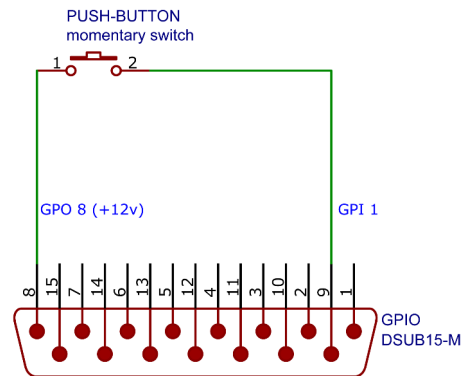 PUSH-BUTTON
momentary switch
1 2
GPO 8 (+12v) GPI 1
8 15 7 14 6 13 5 12 4 11 3 10 2 9 1
GPIO
DSUB15-M